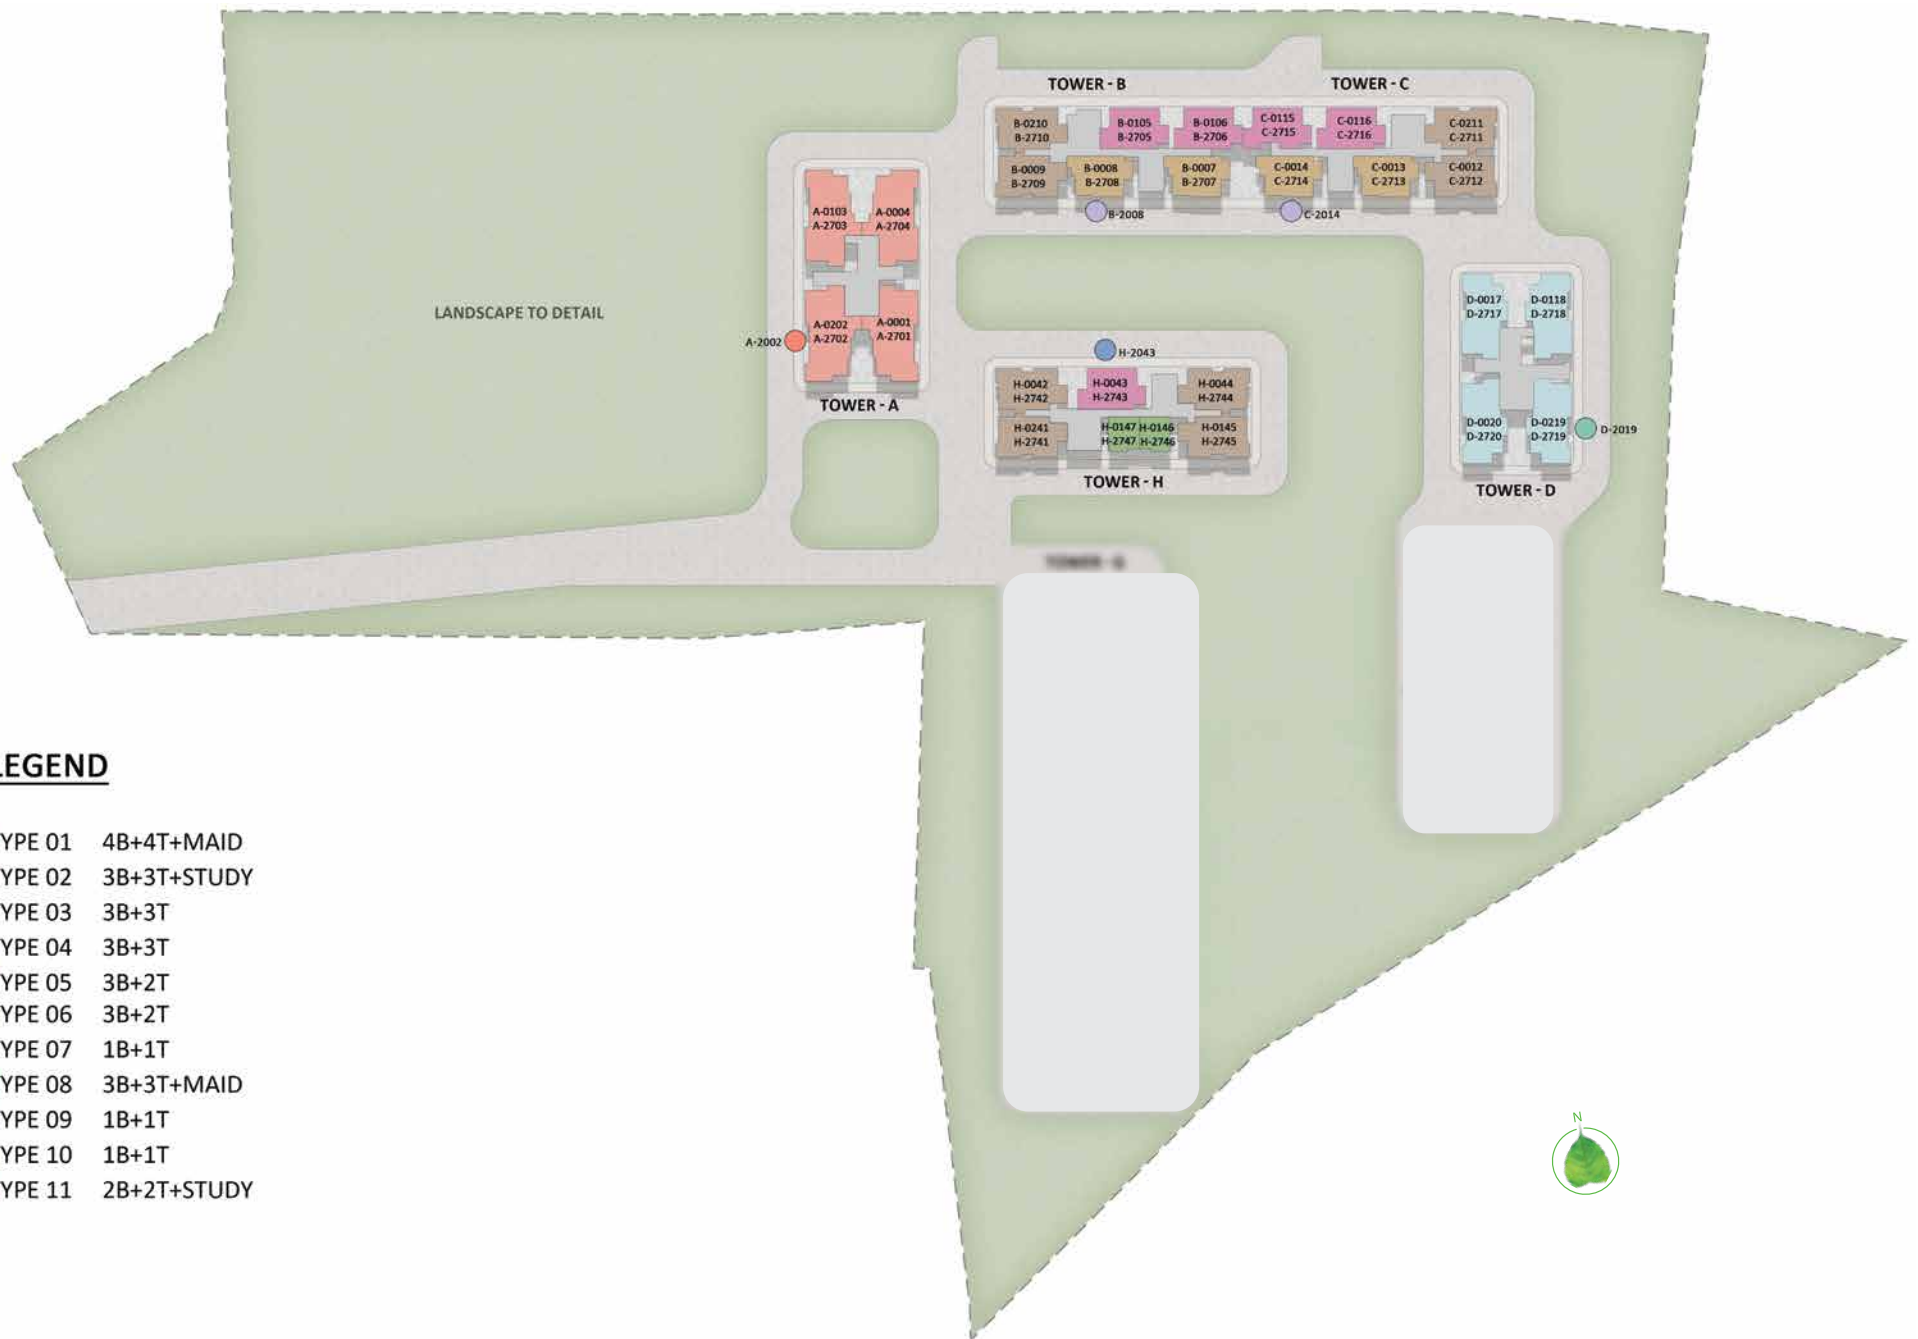 TOWER - B
TOWER - C
B-0210
B-2710
B-0105
B-2705
B-0106
B-2706
C-0115
C-2715
C-0116
C-2716
C-0211
C-2711
B-0009
B-2709
B-0008
B-2708
B-0007
B-2707
C-0014
C-2714
C-0013
C-2713
C-0012
C-2712
B-2008
C-2014
A-0103
A-2703
A-0004
A-2704
A-0202
A-2702
A-0001
A-2701
A-2002
TOWER - A
LANDSCAPE TO DETAIL
D-0017
D-2717
D-0118
D-2718
D-0020
D-2720
D-0219
D-2719
D-2019
TOWER - D
H-2043
H-0042
H-2742
H-0043
H-2743
H-0044
H-2744
H-0241
H-2741
H-0147 H-0146
H-2747 H-2746
H-0145
H-2745
TOWER - H
TOWER - G
LEGEND
YPE 01 4B+4T+MAID
YPE 02 3B+3T+STUDY
YPE 03 3B+3T
YPE 04 3B+3T
YPE 05 3B+2T
YPE 06 3B+2T
YPE 07 1B+1T
YPE 08 3B+3T+MAID
YPE 09 1B+1T
YPE 10 1B+1T
YPE 11 2B+2T+STUDY
N